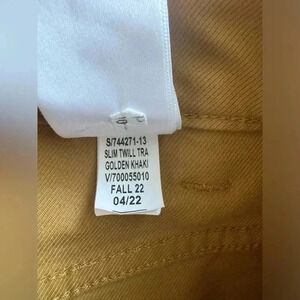 S/744271-13
SLIM TWILL TRA
GOLDEN KHAKI
V/700055010
FALL 22
04/22